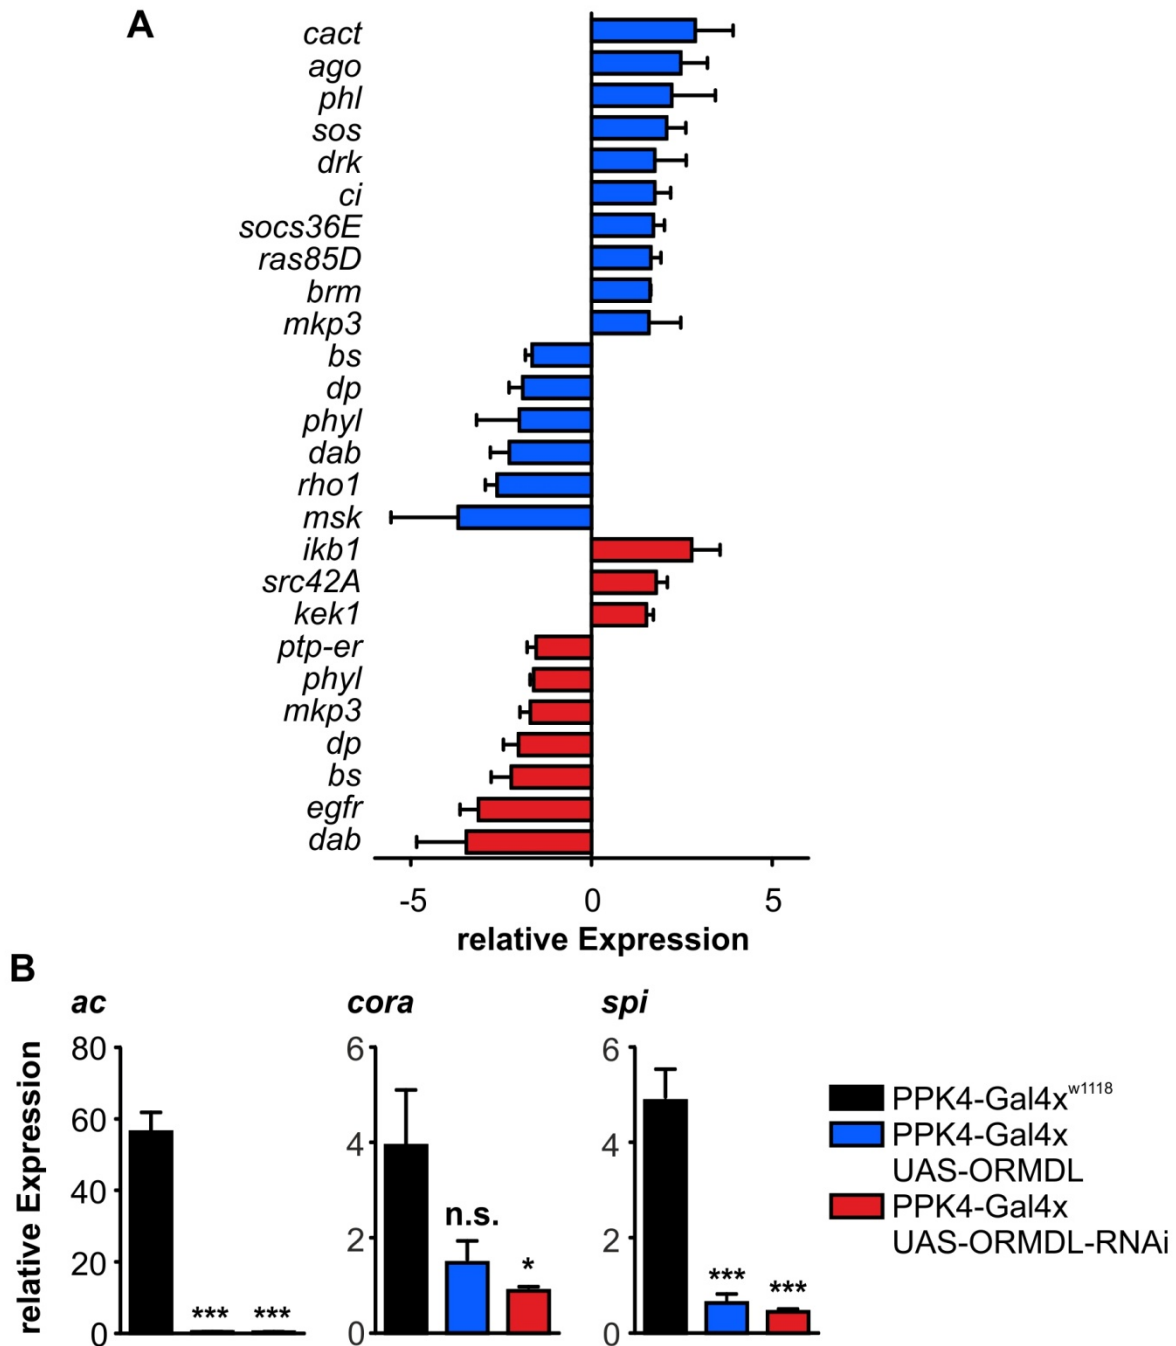 A
cact
ago
phl
sos
drk
ci
socs36E
ras85D
brm
mkp3
bs
dp
phyl
dab
rho1
msk
ikb1
src42A
kek1
ptp-er
phyl
mkp3
dp
bs
egfr
dab
-5 0 5
relative Expression
B
ac
relative Expression
80
60
40
20
0
*** ***
cora
6
4
2
0
n.s.
*
spi
6
4
2
0
*** ***
PPK4-Gal4x w1118
PPK4-Gal4x
UAS-ORMDL
PPK4-Gal4x
UAS-ORMDL-RNAi